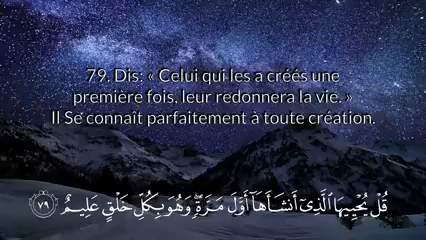 79. Dis: « Celui qui les a créés une
première fois, leur redonnera la vie. »
Il Se connaît parfaitement à toute création.
قُلْ يُحْيِيهَا ٱلَّذِىٓ أَنشَأَهَآ أَوَّلَ مَرَّةٍ ۖ وَهُوَ بِكُلِّ خَلْقٍ عَلِيمٌ ٧٩